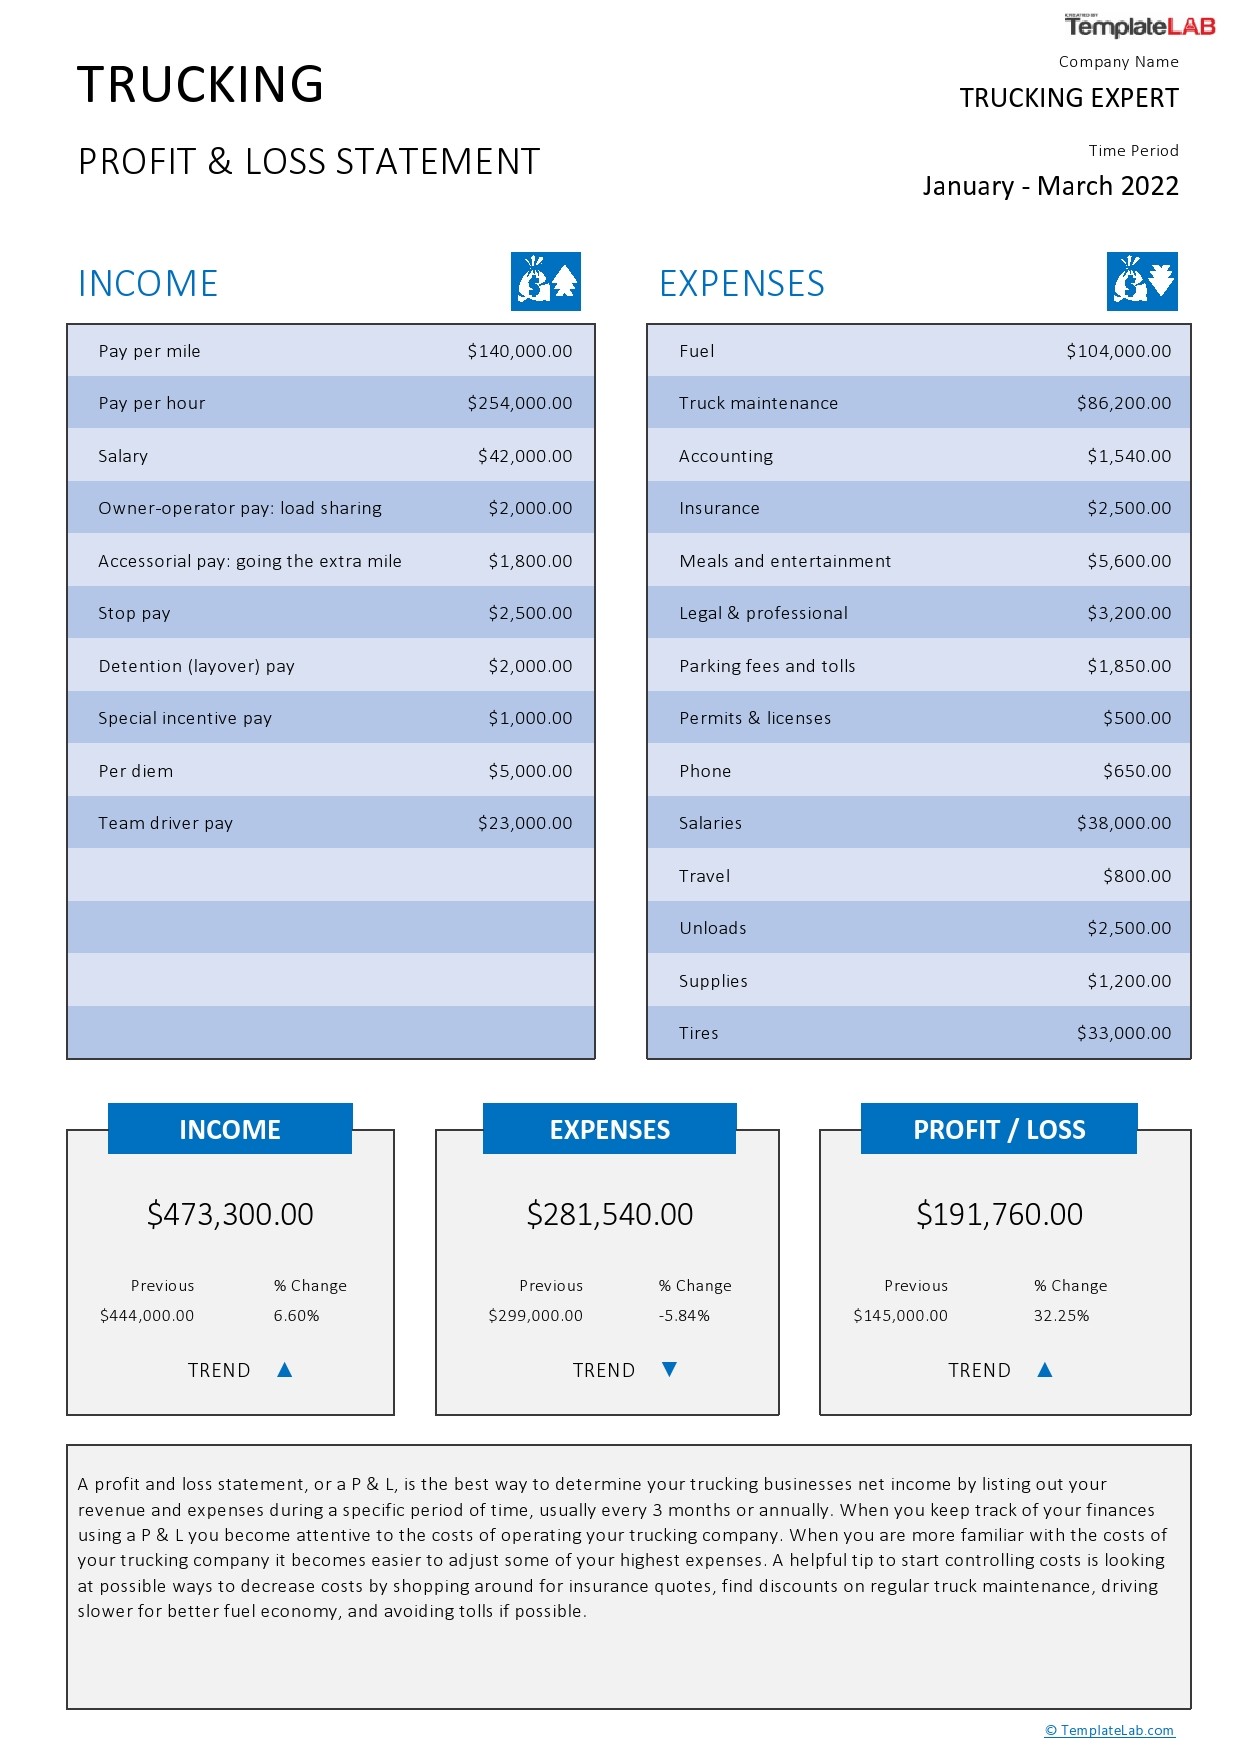 TemplateLAB
TRUCKING
PROFIT & LOSS STATEMENT
Company Name
TRUCKING EXPERT
Time Period
January - March 2022
INCOME
Pay per mile $140,000.00
Pay per hour $254,000.00
Salary $42,000.00
Owner-operator pay: load sharing $2,000.00
Accessorial pay: going the extra mile $1,800.00
Stop pay $2,500.00
Detention (layover) pay $2,000.00
Special incentive pay $1,000.00
Per diem $5,000.00
Team driver pay $23,000.00
EXPENSES
Fuel $104,000.00
Truck maintenance $86,200.00
Accounting $1,540.00
Insurance $2,500.00
Meals and entertainment $5,600.00
Legal & professional $3,200.00
Parking fees and tolls $1,850.00
Permits & licenses $500.00
Phone $650.00
Salaries $38,000.00
Travel $800.00
Unloads $2,500.00
Supplies $1,200.00
Tires $33,000.00
INCOME
$473,300.00
Previous % Change
$444,000.00 6.60%
TREND ▲
EXPENSES
$281,540.00
Previous % Change
$299,000.00 -5.84%
TREND ▼
PROFIT / LOSS
$191,760.00
Previous % Change
$145,000.00 32.25%
TREND ▲
A profit and loss statement, or a P & L, is the best way to determine your trucking businesses net income by listing out your
revenue and expenses during a specific period of time, usually every 3 months or annually. When you keep track of your finances
using a P & L you become attentive to the costs of operating your trucking company. When you are more familiar with the costs of
your trucking company it becomes easier to adjust some of your highest expenses. A helpful tip to start controlling costs is looking
at possible ways to decrease costs by shopping around for insurance quotes, find discounts on regular truck maintenance, driving
slower for better fuel economy, and avoiding tolls if possible.
© TemplateLab.com